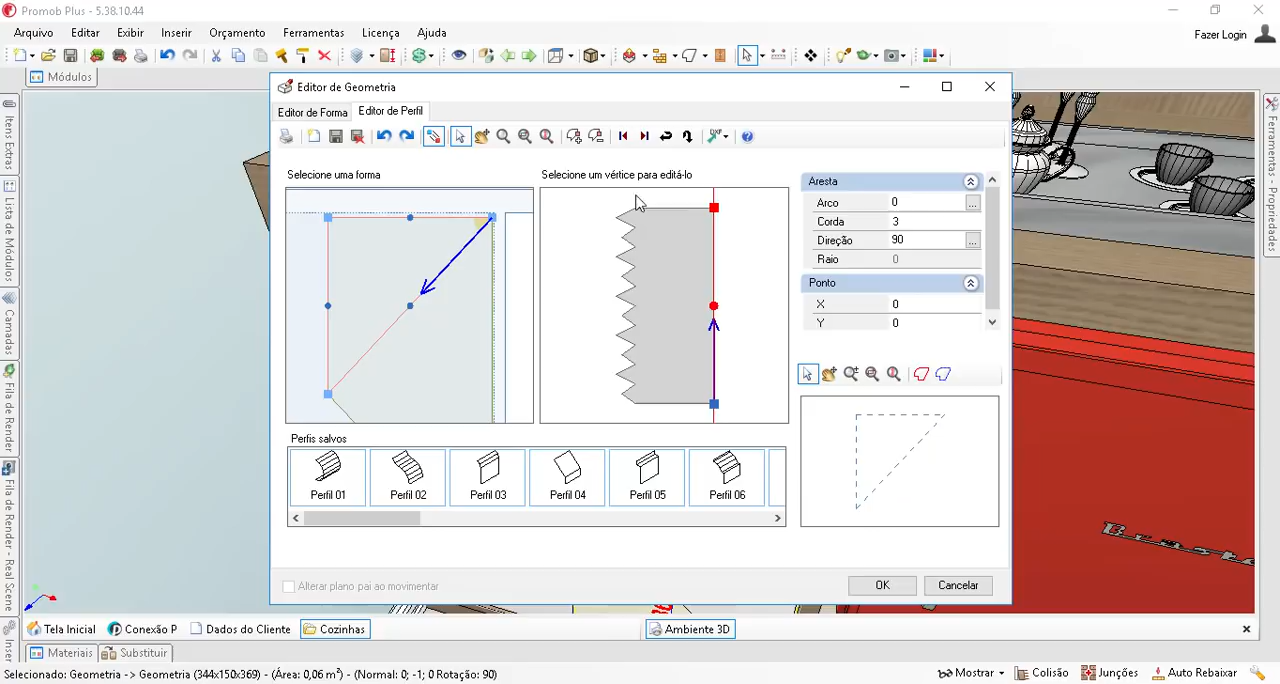 Promob Plus - 5.38.10.44
Arquivo Editar Exibir Inserir Orçamento Ferramentas Licença Ajuda
Fazer Login
Módulos
Editor de Geometria
Editor de Forma Editor de Perfil
Selecione uma forma
Selecione um vértice para editá-lo
Aresta
Arco 0 ...
Corda 3
Direção 90 ...
Raio 0
Ponto
X 0
Y 0
Perfis salvos
Perfil 01 Perfil 02 Perfil 03 Perfil 04 Perfil 05 Perfil 06
Alterar plano pai ao movimentar
OK Cancelar
Itens Extras
Lista de Módulos
Camadas
Fila de Render
Fila de Render - Real Scene
Inser
Ferramentas - Propriedades
DXF
Tela Inicial Conexão P Dados do Cliente Cozinhas Ambiente 3D
Materiais Substituir
Selecionado: Geometria -> Geometria (344x150x369) - (Área: 0,06 m²) - (Normal: 0; -1; 0 Rotação: 90)
Mostrar Colisão Junções Auto Rebaixar